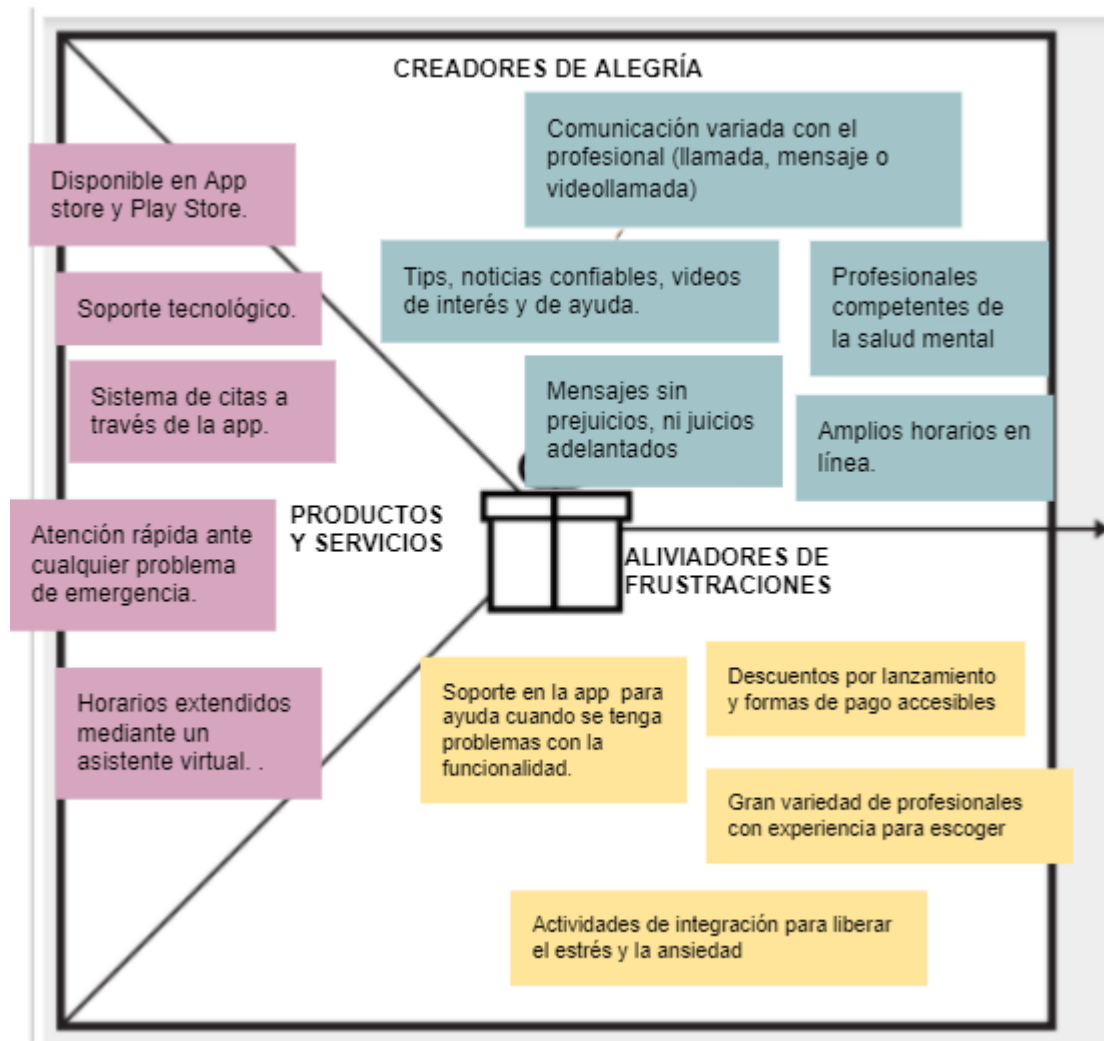 CREADORES DE ALEGRÍA
Comunicación variada con el
profesional (llamada, mensaje o
videollamada)
Tips, noticias confiables, videos
de interés y de ayuda.
Profesionales
competentes de
la salud mental
Mensajes sin
prejuicios, ni juicios
adelantados
Amplios horarios en
línea.
Disponible en App
store y Play Store.
Soporte tecnológico.
Sistema de citas a
través de la app.
Atención rápida ante
cualquier problema
de emergencia.
Horarios extendidos
mediante un
asistente virtual. .
PRODUCTOS
Y SERVICIOS
ALIVIADORES DE
FRUSTRACIONES
Soporte en la app para
ayuda cuando se tenga
problemas con la
funcionalidad.
Descuentos por lanzamiento
y formas de pago accesibles
Gran variedad de profesionales
con experiencia para escoger
Actividades de integración para liberar
el estrés y la ansiedad